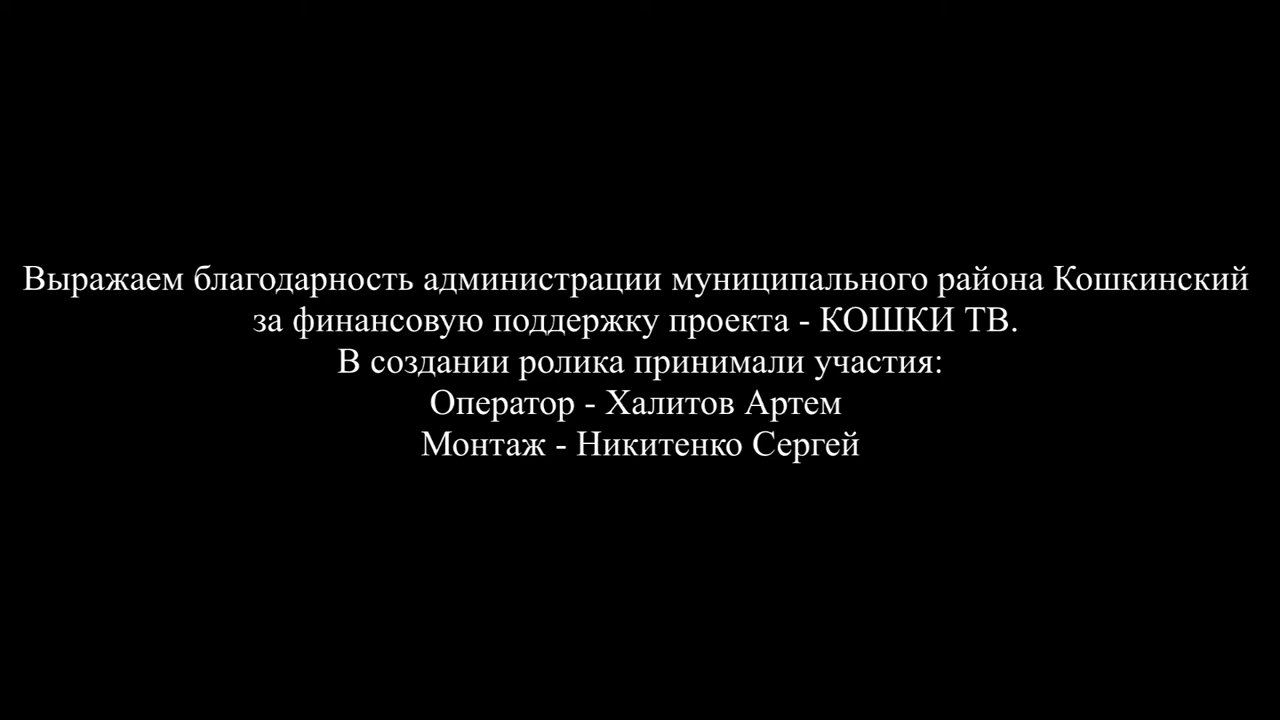 Выражаем благодарность администрации муниципального района Кошкинский
за финансовую поддержку проекта - КОШКИ ТВ.
В создании ролика принимали участия:
Оператор - Халитов Артем
Монтаж - Никитенко Сергей